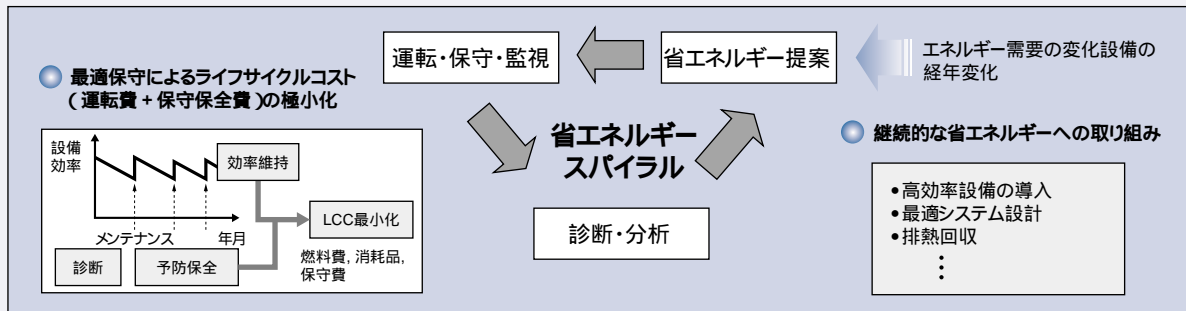 運転・保守・監視
省エネルギー提案
エネルギー需要の変化設備の
経年変化
最適保守によるライフサイクルコスト
(運転費+保守保全費)の極小化
設備
効率
効率維持
LCC最小化
メンテナンス
年月
診断
予防保全
燃料費,消耗品,
保守費
省エネルギー
スパイラル
診断・分析
継続的な省エネルギーへの取り組み
•高効率設備の導入
•最適システム設計
•排熱回収
⋮